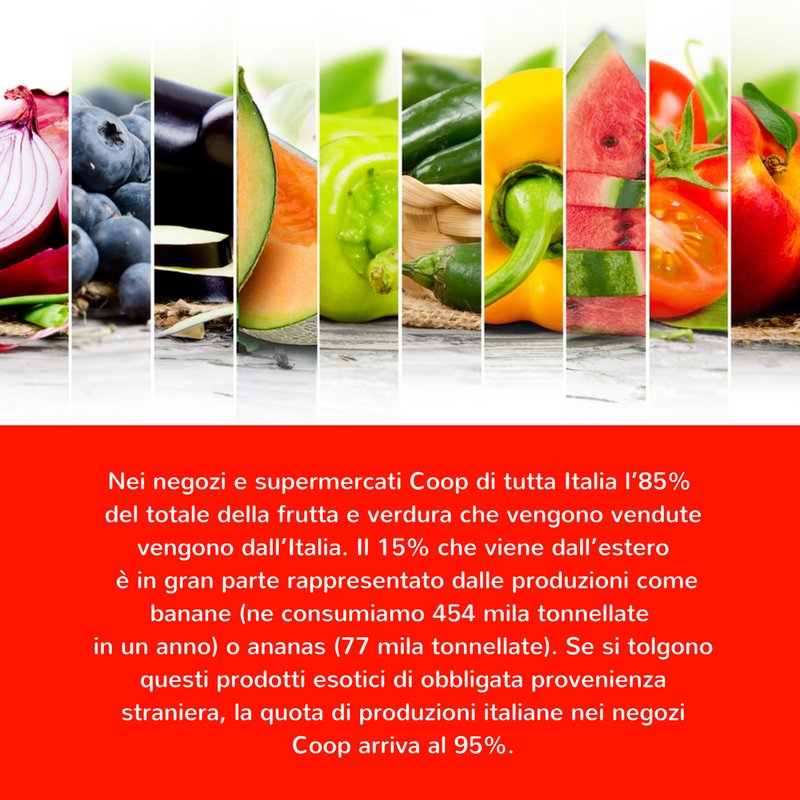 Nei negozi e supermercati Coop di tutta Italia l'85%
del totale della frutta e verdura che vengono vendute
vengono dall'Italia. Il 15% che viene dall'estero
è in gran parte rappresentato dalle produzioni come
banane (ne consumiamo 454 mila tonnellate
in un anno) o ananas (77 mila tonnellate). Se si tolgono
questi prodotti esotici di obbligata provenienza
straniera, la quota di produzioni italiane nei negozi
Coop arriva al 95%.